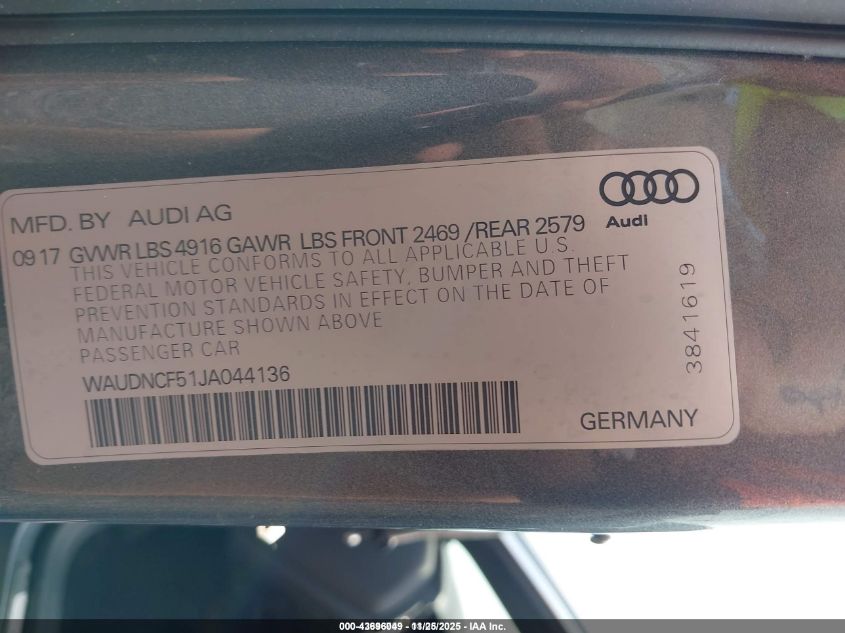 MFD. BY AUDI AG
Audi
09 17 GVWR LBS 4916 GAWR LBS FRONT 2469 /REAR 2579
THIS VEHICLE CONFORMS TO ALL APPLICABLE U.S.
FEDERAL MOTOR VEHICLE SAFETY, BUMPER AND THEFT
PREVENTION STANDARDS IN EFFECT ON THE DATE OF
MANUFACTURE SHOWN ABOVE
PASSENGER CAR
WAUDNCF51JA044136
3841619
GERMANY
- IAA Inc.